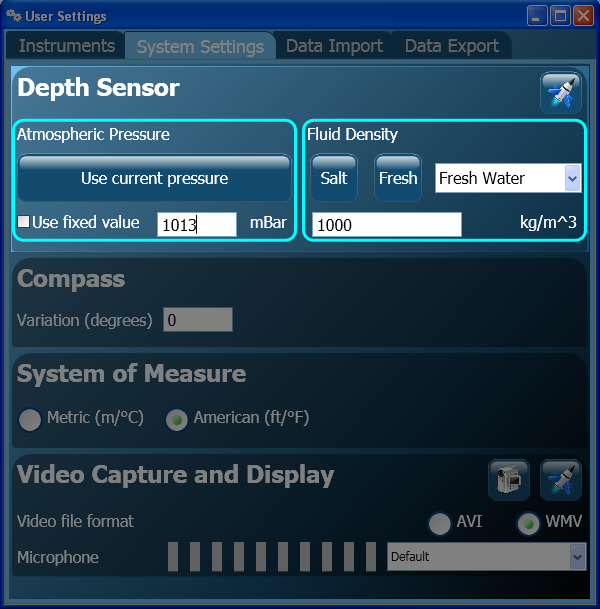 User Settings
Instruments System Settings Data Import Data Export
Depth Sensor
Atmospheric Pressure
Use current pressure
Use fixed value 1013 mBar
Fluid Density
Salt Fresh Fresh Water
1000 kg/m^3
Compass
Variation (degrees) 0
System of Measure
Metric (m/°C) American (ft/°F)
Video Capture and Display
Video file format AVI WMV
Microphone Default